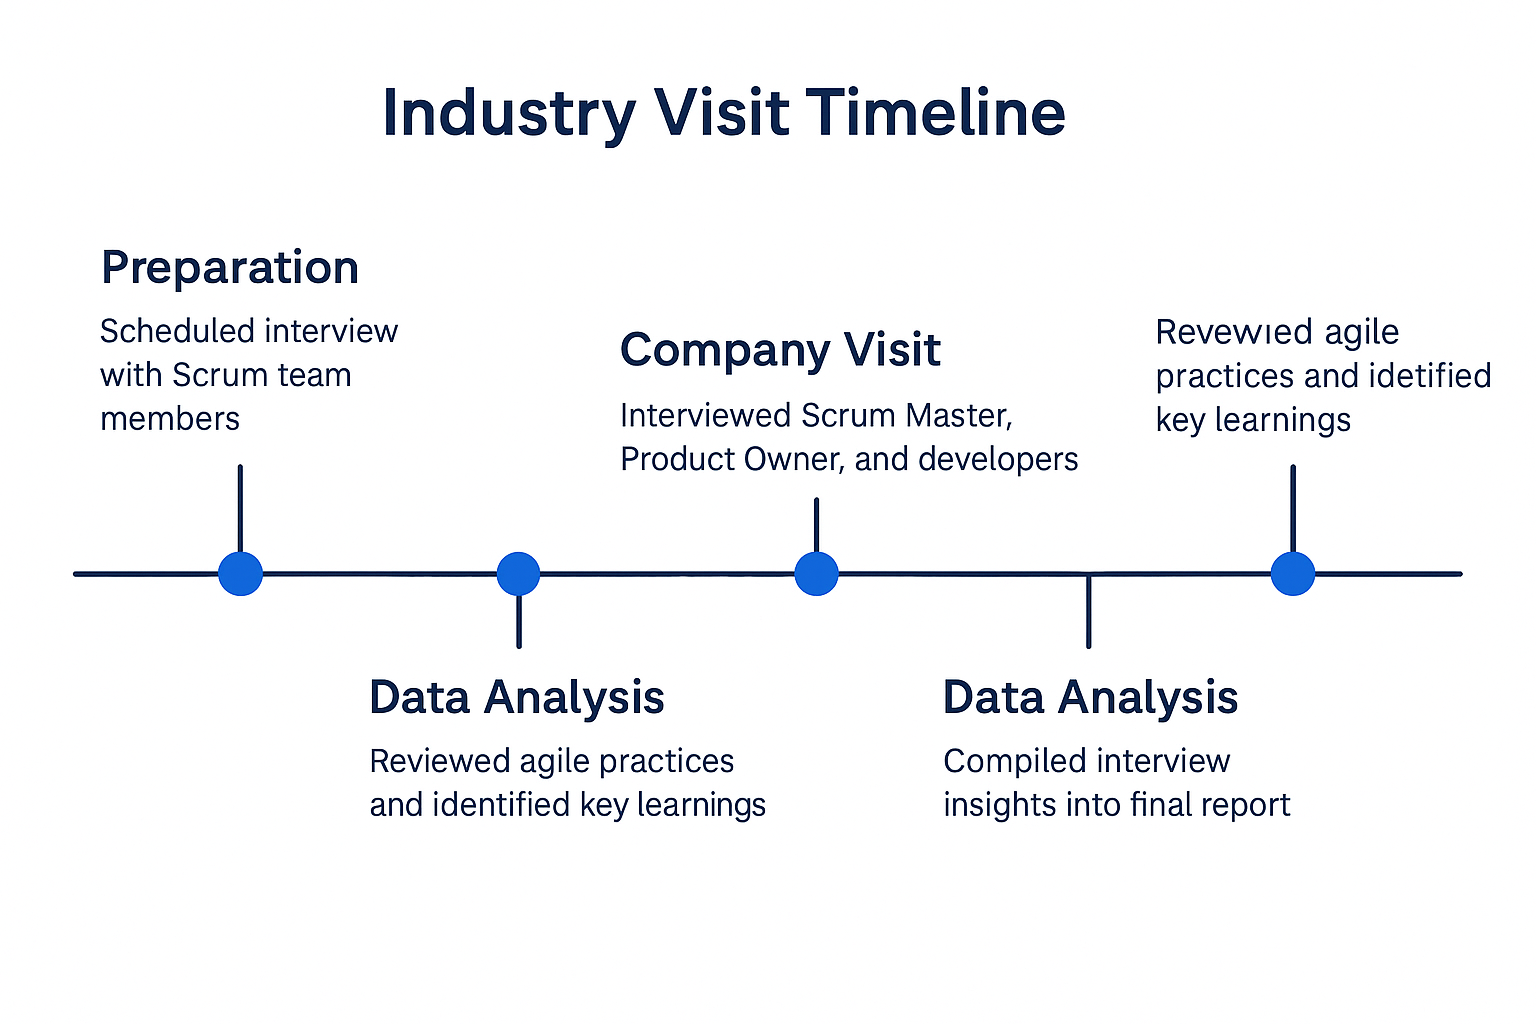 Industry Visit Timeline
Preparation
Scheduled interview
with Scrum team
members
Data Analysis
Reviewed agile practices
and identified key learnings
Company Visit
Interviewed Scrum Master,
Product Owner, and developers
Data Analysis
Compiled interview
insights into final report
Revewıed agile
practices and idetified
key learnings